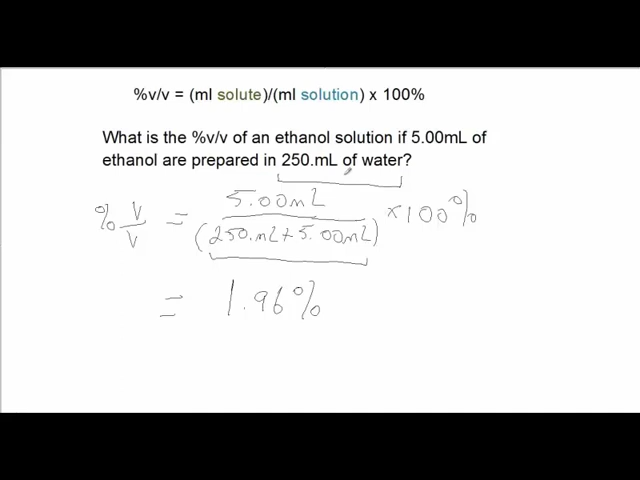 %v/v = (ml solute)/(ml solution) x 100%
What is the %v/v of an ethanol solution if 5.00mL of
ethanol are prepared in 250.mL of water?
% V/V = 5.00mL/(250.mL+5.00mL) × 100%
= 1.96%